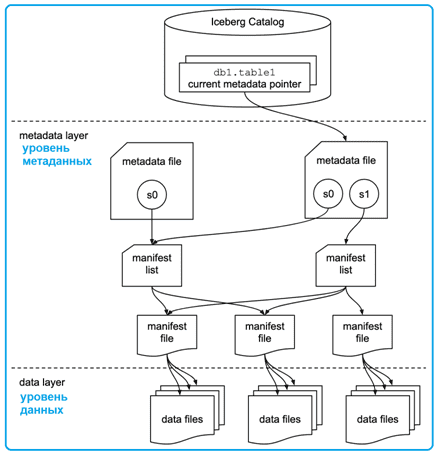 Iceberg Catalog
db1.table1
current metadata pointer
metadata layer
уровень
метаданных
metadata file
s0
metadata file
s0
s1
manifest
list
manifest
list
manifest
file
manifest
file
manifest
file
data layer
уровень
данных
data files
data files
data files